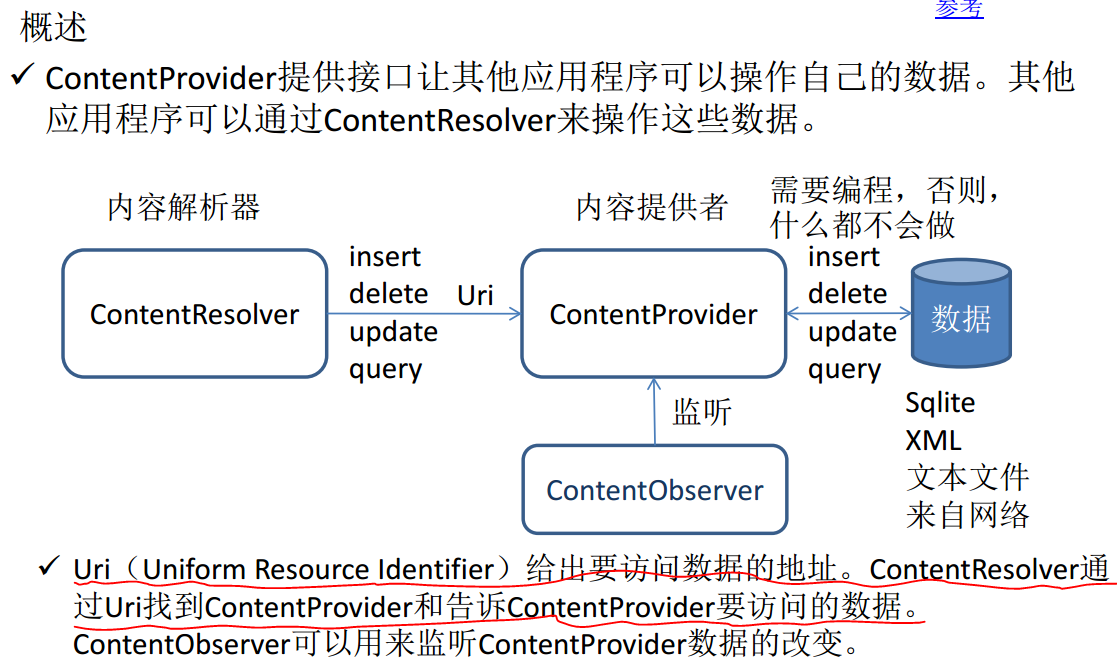 参考
概述
✓ ContentProvider提供接口让其他应用程序可以操作自己的数据。其他
应用程序可以通过ContentResolver来操作这些数据。
内容解析器
内容提供者
需要编程，否则，
什么都不会做
ContentResolver
insert
delete
update
query
Uri
ContentProvider
insert
delete
update
query
数据
监听
ContentObserver
Sqlite
XML
文本文件
来自网络
✓ Uri（Uniform Resource Identifier）给出要访问数据的地址。ContentResolver通
过Uri找到ContentProvider和告诉ContentProvider要访问的数据。
ContentObserver可以用来监听ContentProvider数据的改变。